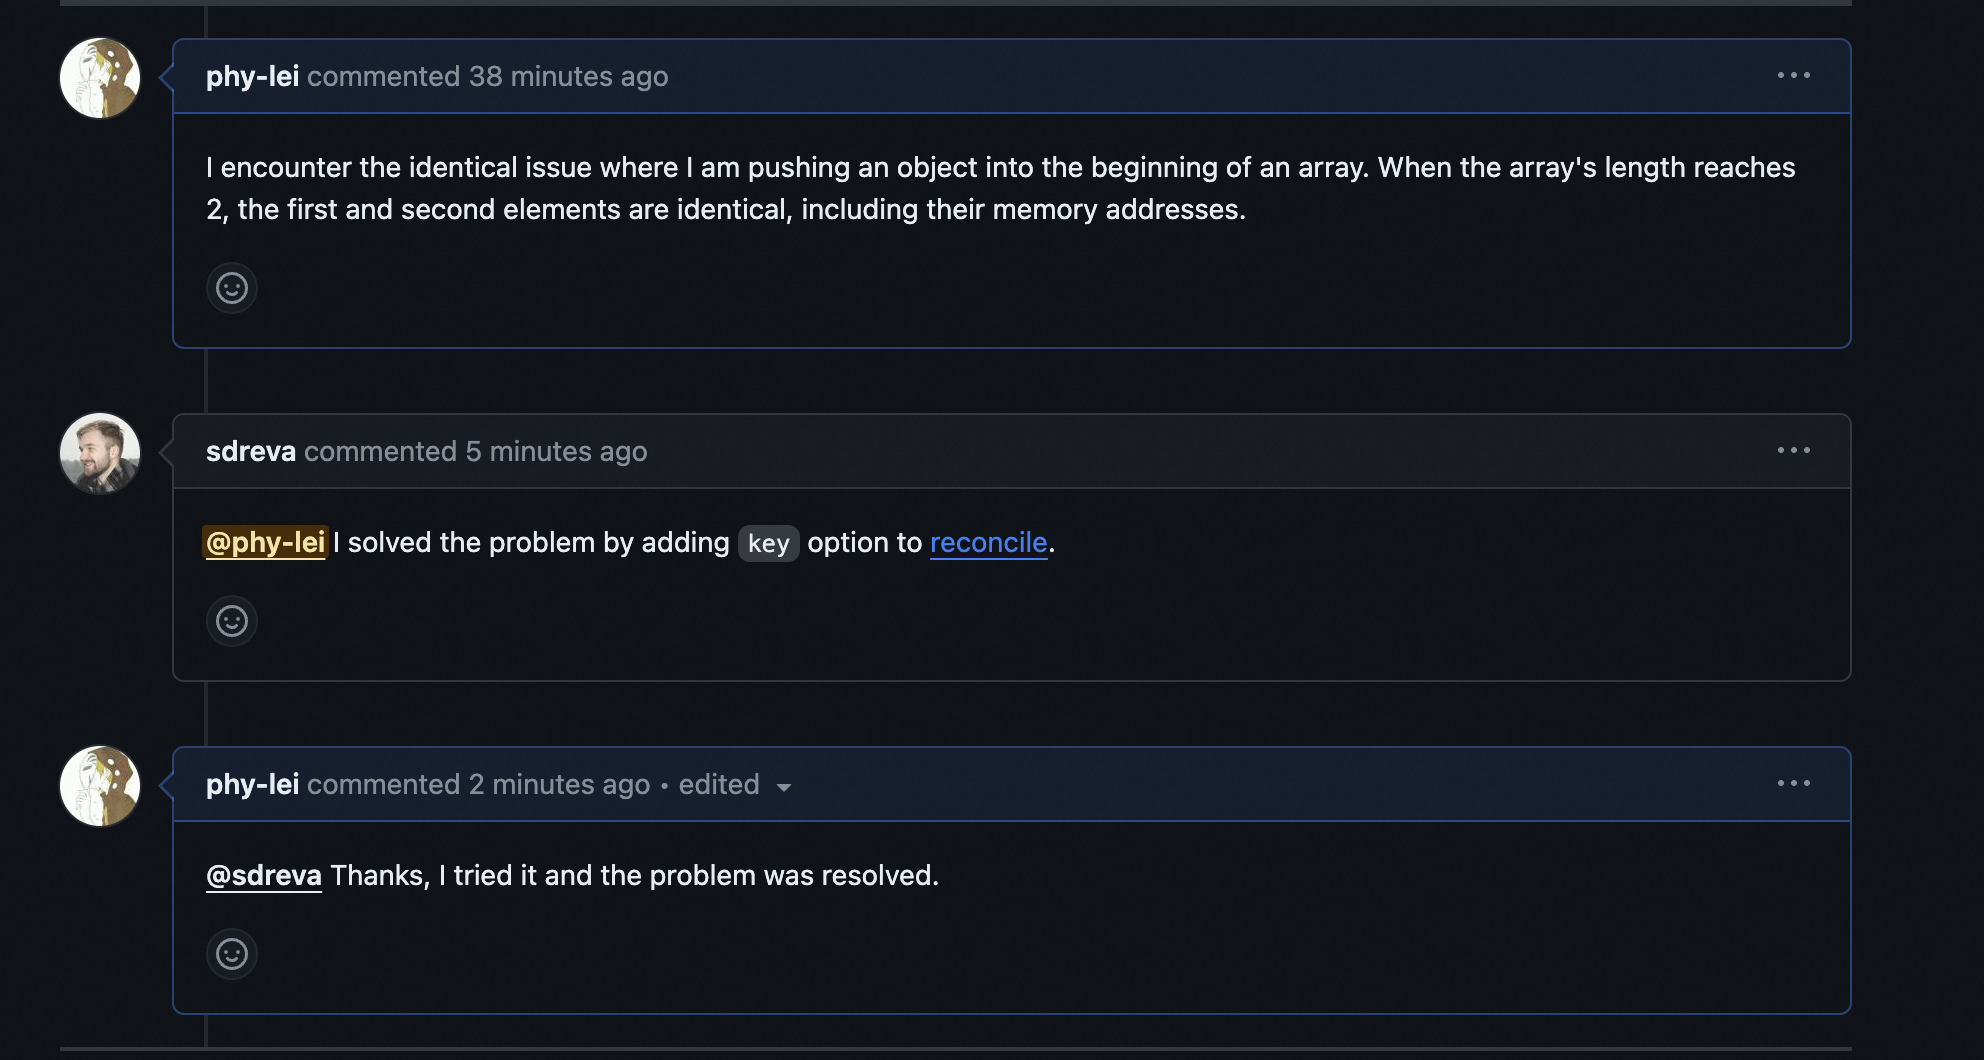 phy-lei commented 38 minutes ago
I encounter the identical issue where I am pushing an object into the beginning of an array. When the array's length reaches
2, the first and second elements are identical, including their memory addresses.
sdreva commented 5 minutes ago
@phy-lei I solved the problem by adding key option to reconcile.
phy-lei commented 2 minutes ago • edited
@sdreva Thanks, I tried it and the problem was resolved.